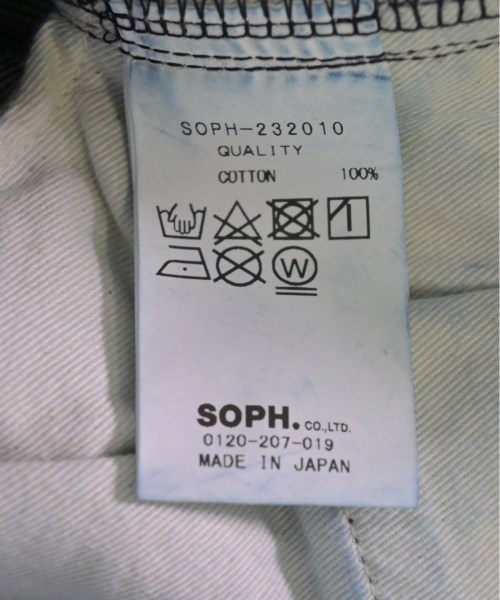 SOPH-232010
QUALITY
COTTON 100%
W
SOPH. CO.,LTD.
0120-207-019
MADE IN JAPAN